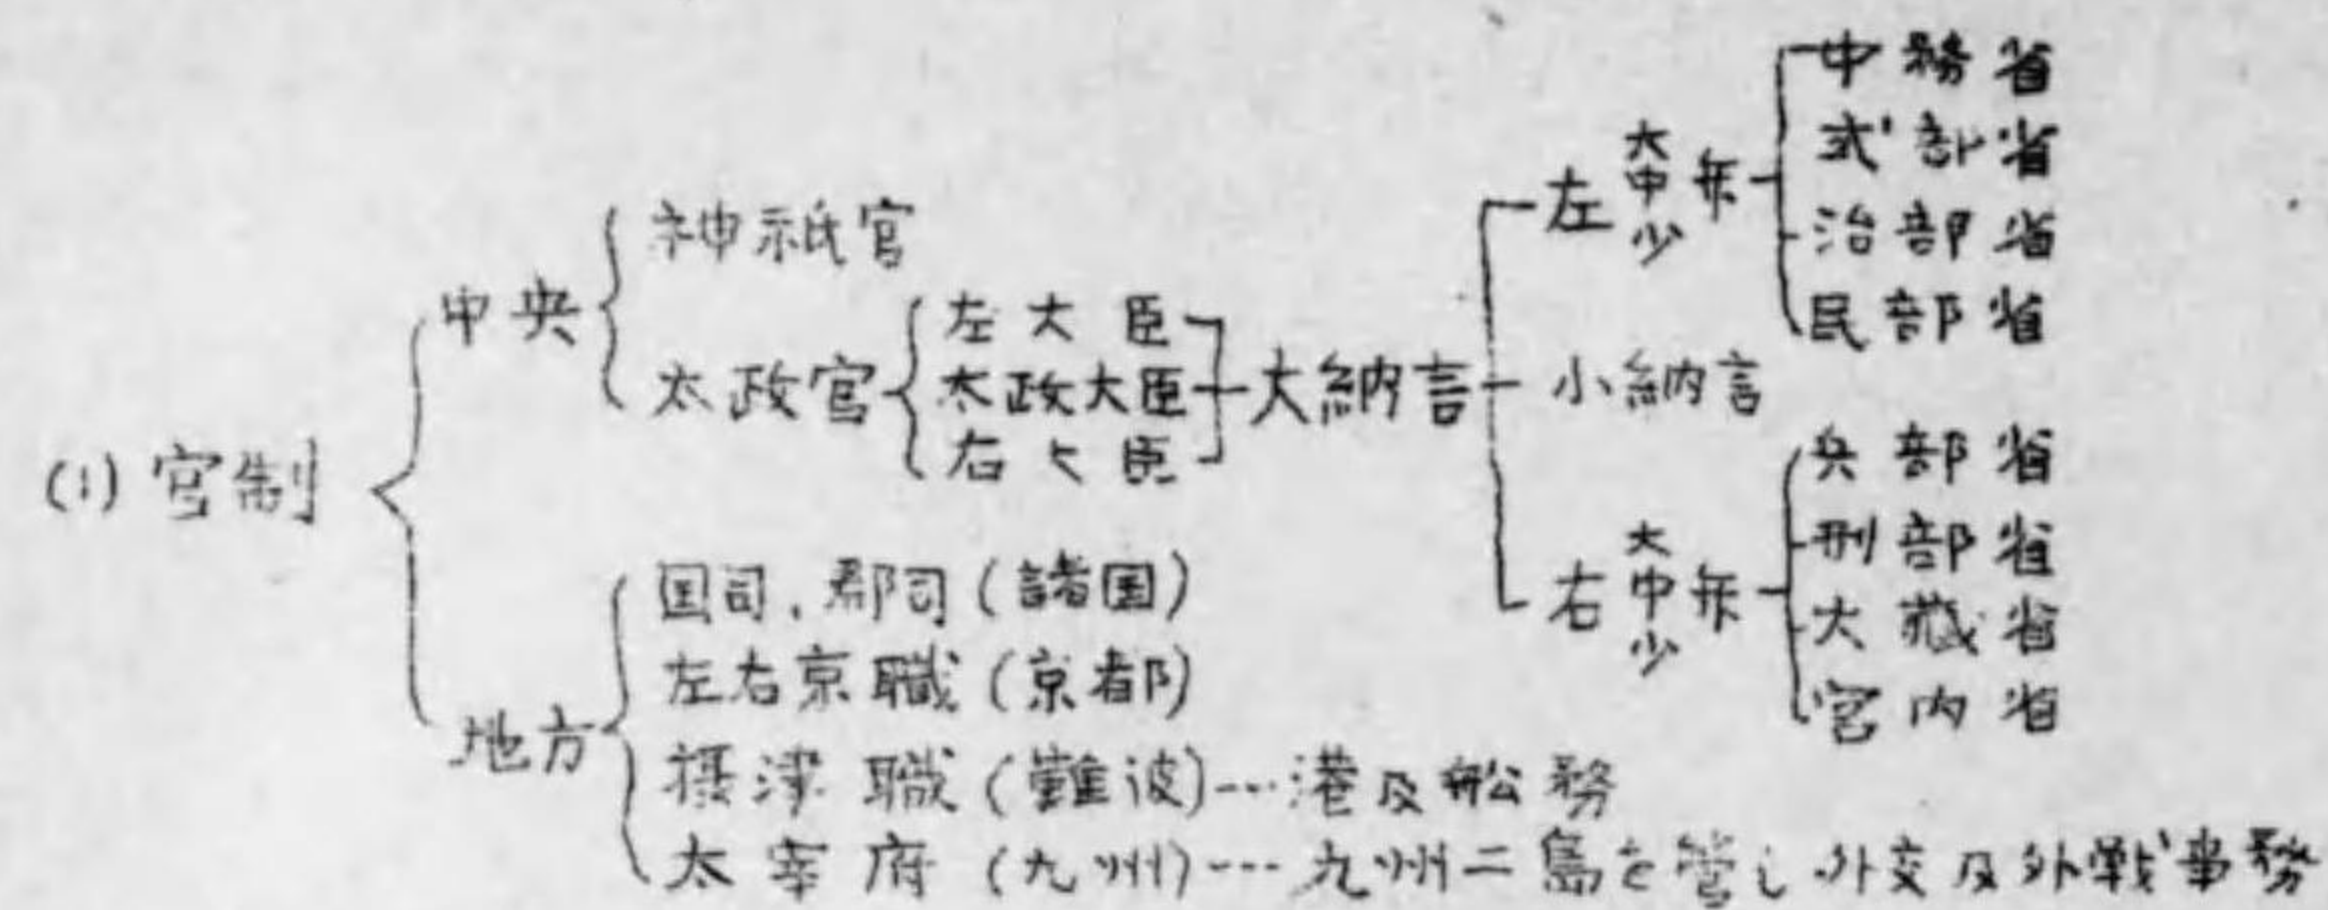 (1) 官制
中央
神祇官
太政官
左大臣
太政大臣
右大臣
大納言
左大中少弁
中務省
式部省
治部省
民部省
小納言
右大中少弁
兵部省
刑部省
大蔵省
宮内省
地方
国司、郡司(諸国)
左右京職(京都)
摂津職(難波)…港及船務
太宰府(九州)…九州二島を管し外交及外戦事務